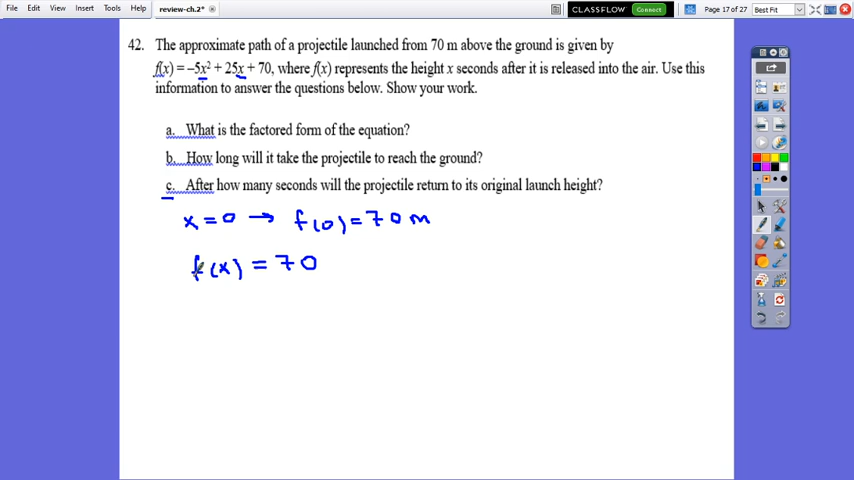 File Edit View Insert Tools Help review-ch.2* CLASSFLOW Connect Page 17 of 27 Best Fit
42. The approximate path of a projectile launched from 70 m above the ground is given by
f(x) = –5x² + 25x + 70, where f(x) represents the height x seconds after it is released into the air. Use this
information to answer the questions below. Show your work.
a. What is the factored form of the equation?
b. How long will it take the projectile to reach the ground?
c. After how many seconds will the projectile return to its original launch height?
x = 0 → f(0) = 70 m
f(x) = 70